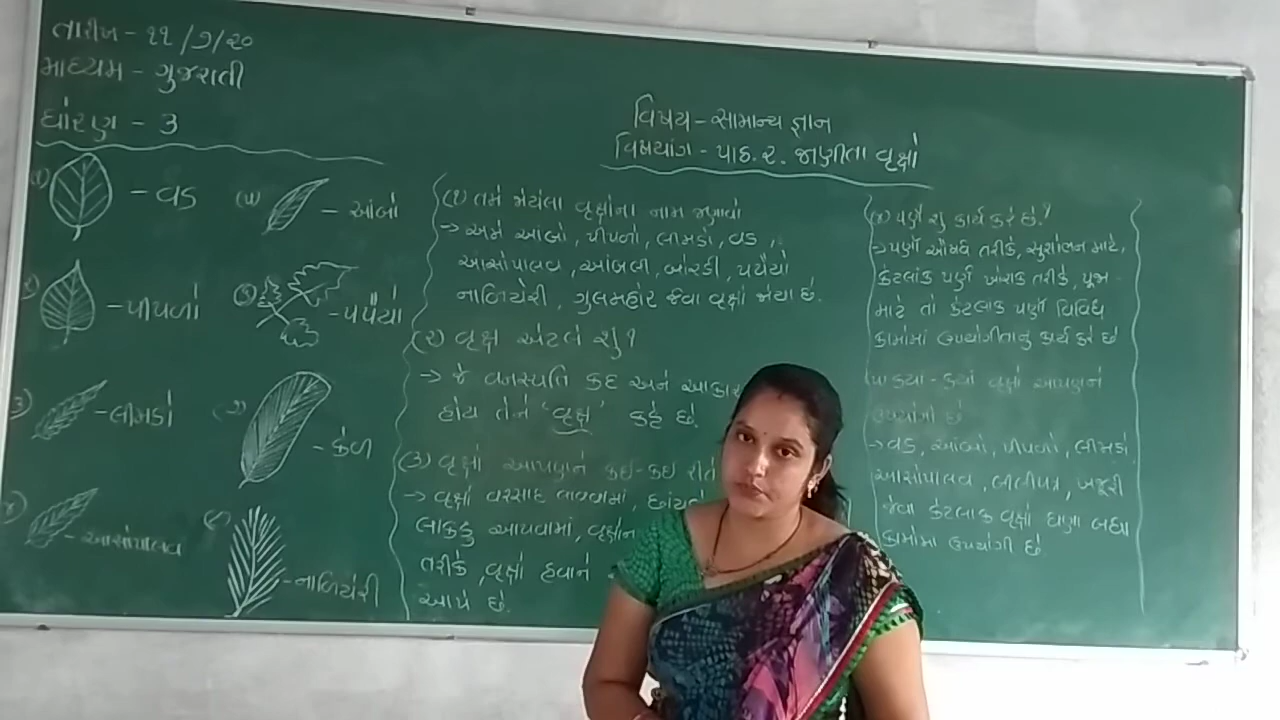 તારીખ - ૧૧/૭/૨૦
માધ્યમ - ગુજરાતી
ધોરણ - ૩
વિષય - સામાન્ય જ્ઞાન
વિષયાંગ - પાઠ.૨. જાણીતા વૃક્ષો
(૧) - વડ
(૫) - આંબો
૨) - પીપળો
(૬) - પપૈયો
૩) - લીમડો
(૭) - કેળ
૪) - આસોપાલવ
(૮) - નાળિયેરી
(૧) તમે જોયેલા વૃક્ષોના નામ જણાવો
→ અમે આંબો, પીપળો, લીમડો, વડ,
આસોપાલવ, આંબલી, બોરડી, પપૈયો
નાળિયેરી, ગુલમહોર જેવા વૃક્ષો જોયા છે.
(૨) વૃક્ષ એટલે શું?
→ જે વનસ્પતિ કદ અને આકાર
હોય તેને 'વૃક્ષ' કહે છે.
(૩) વૃક્ષો આપણને કઇ-કઇ રીતે
→ વૃક્ષો વરસાદ લાવવામાં,
લાકડુ આપવામાં,
તરીકે, વૃક્ષો હવાને
આપે છે.
(૪) પર્ણો શુ કાર્ય કરે છે.?
→ પર્ણો ઔષધ તરીકે, સુશોભન માટે,
કેટલાંક પર્ણો ખોરાક તરીકે, પૂજા
માટે તો કેટલાક પર્ણો વિવિધ
કામોમાં ઉપયોગીતાનુ કાર્ય કરે છે
૫) કયા-કયા વૃક્ષો આપણને
ઉપયોગી છે
→ વડ, આંબો, પીપળો, લીમડો
આસોપાલવ, બીલીપત્ર, ખજૂરી
જેવા કેટલાક વૃક્ષો ઘણા બધા
કામોમા ઉપયોગી છે